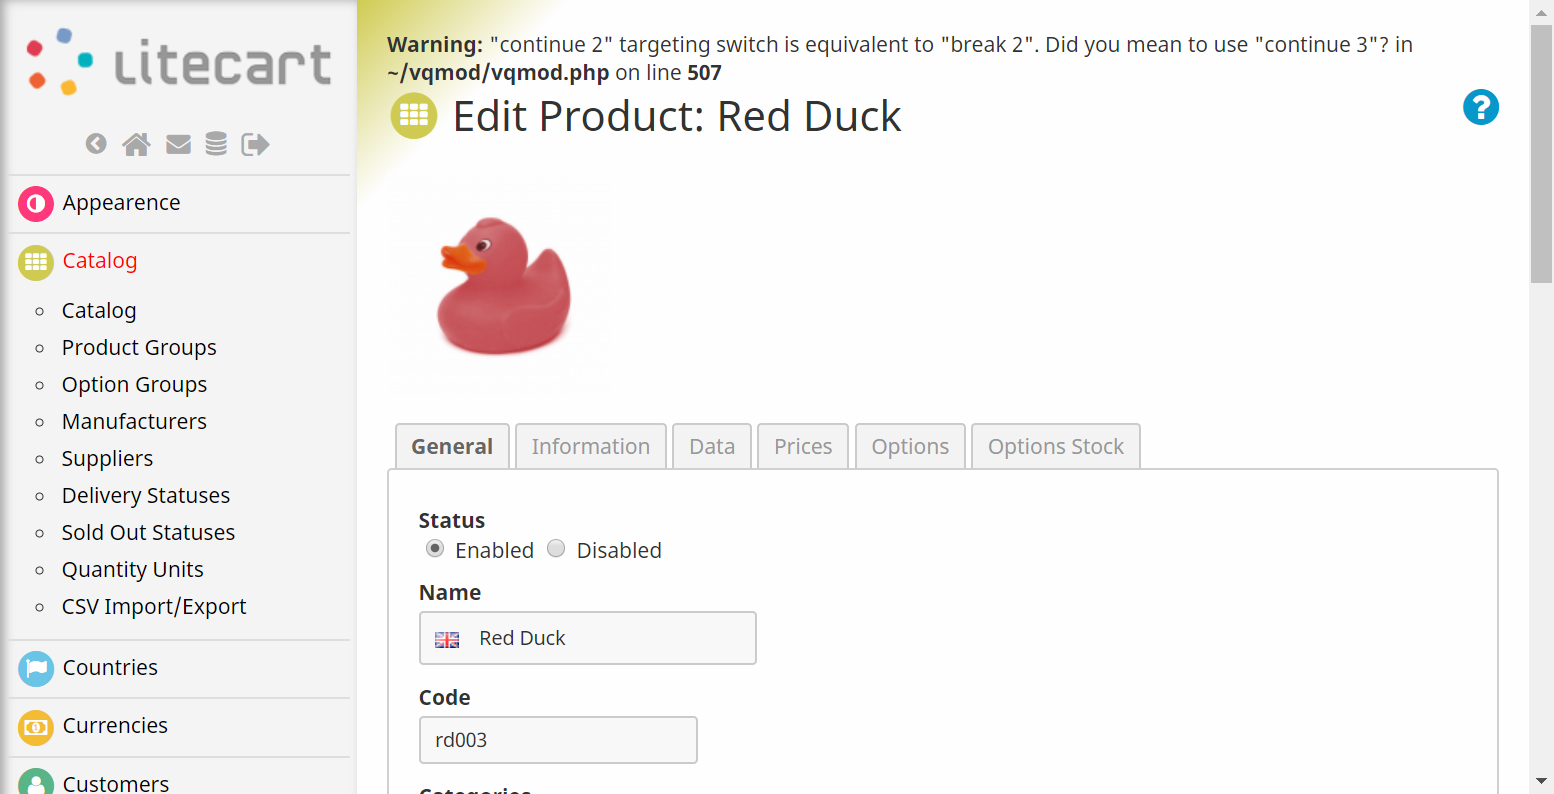 Litecart
Appearence
Catalog
Catalog
Product Groups
Option Groups
Manufacturers
Suppliers
Delivery Statuses
Sold Out Statuses
Quantity Units
CSV Import/Export
Countries
Currencies
Customers
Warning: "continue 2" targeting switch is equivalent to "break 2". Did you mean to use "continue 3"? in
~/vqmod/vqmod.php on line 507
Edit Product: Red Duck
?
General Information Data Prices Options Options Stock
Status
Enabled Disabled
Name
Red Duck
Code
rd003
Categories